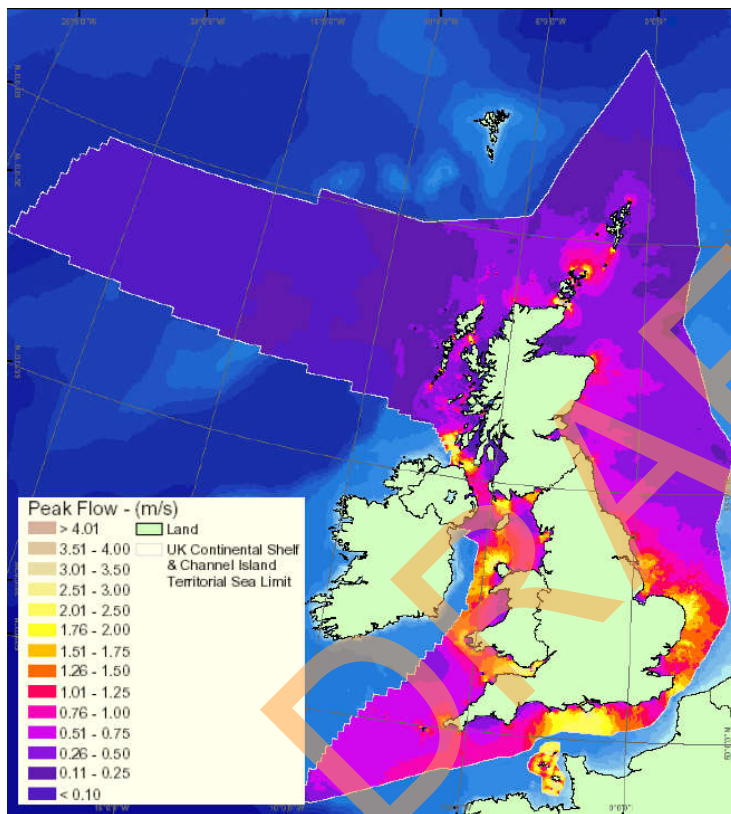 Peak Flow - (m/s)
> 4.01
3.51 - 4.00
3.01 - 3.50
2.51 - 3.00
2.01 - 2.50
1.76 - 2.00
1.51 - 1.75
1.26 - 1.50
1.01 - 1.25
0.76 - 1.00
0.51 - 0.75
0.26 - 0.50
0.11 - 0.25
< 0.10
Land
UK Continental Shelf
& Channel Island
Territorial Sea Limit
DRAF